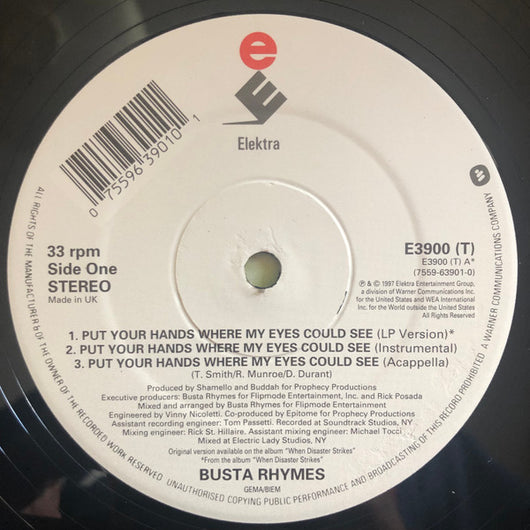 e
E
Elektra
0 75596 39010 1
33 rpm
Side One
STEREO
Made in UK
E3900 (T)
E3900 (T) A*
(7559-63901-0)
℗ & © 1997 Elektra Entertainment Group,
a division of Warner Communications Inc.
for the United States and WEA International
Inc. for the World outside the United States
All Rights Reserved
1. PUT YOUR HANDS WHERE MY EYES COULD SEE (LP Version)*
2. PUT YOUR HANDS WHERE MY EYES COULD SEE (Instrumental)
3. PUT YOUR HANDS WHERE MY EYES COULD SEE (Acappella)
(T. Smith/R. Munroe/D. Durant)
Produced by Shamello and Buddah for Prophecy Productions
Executive producers: Busta Rhymes for Flipmode Entertainment, Inc. and Rick Posada
Mixed and arranged by Busta Rhymes for Flipmode Entertainment, Inc.
Engineered by Vinny Nicoletti. Co-produced by Epitome for Prophecy Productions
Assistant recording engineer: Tom Passetti. Recorded at Soundtrack Studios, NY.
Mixing engineer: Rick St. Hillaire. Assistant mixing engineer: Michael Tocci
Mixed at Electric Lady Studios, NY
Original version available on the album "When Disaster Strikes"
*From the album "When Disaster Strikes"
BUSTA RHYMES
GEMA/BIEM
ALL RIGHTS OF THE MANUFACTURER & OF THE OWNER OF THE RECORDED WORK RESERVED UNAUTHORISED COPYING PUBLIC PERFORMANCE AND BROADCASTING OF THIS RECORD PROHIBITED A WARNER COMMUNICATIONS COMPANY